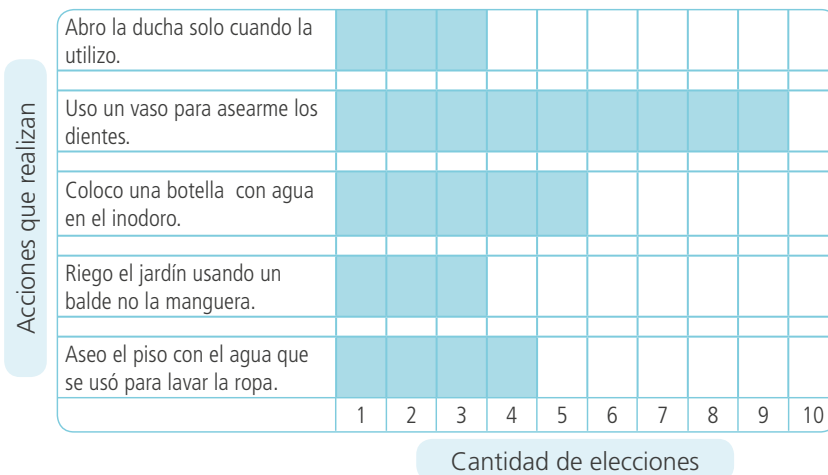 Acciones que realizan
Abro la ducha solo cuando la
utilizo.
Uso un vaso para asearme los
dientes.
Coloco una botella con agua
en el inodoro.
Riego el jardín usando un
balde no la manguera.
Aseo el piso con el agua que
se usó para lavar la ropa.
1 2 3 4 5 6 7 8 9 10
Cantidad de elecciones